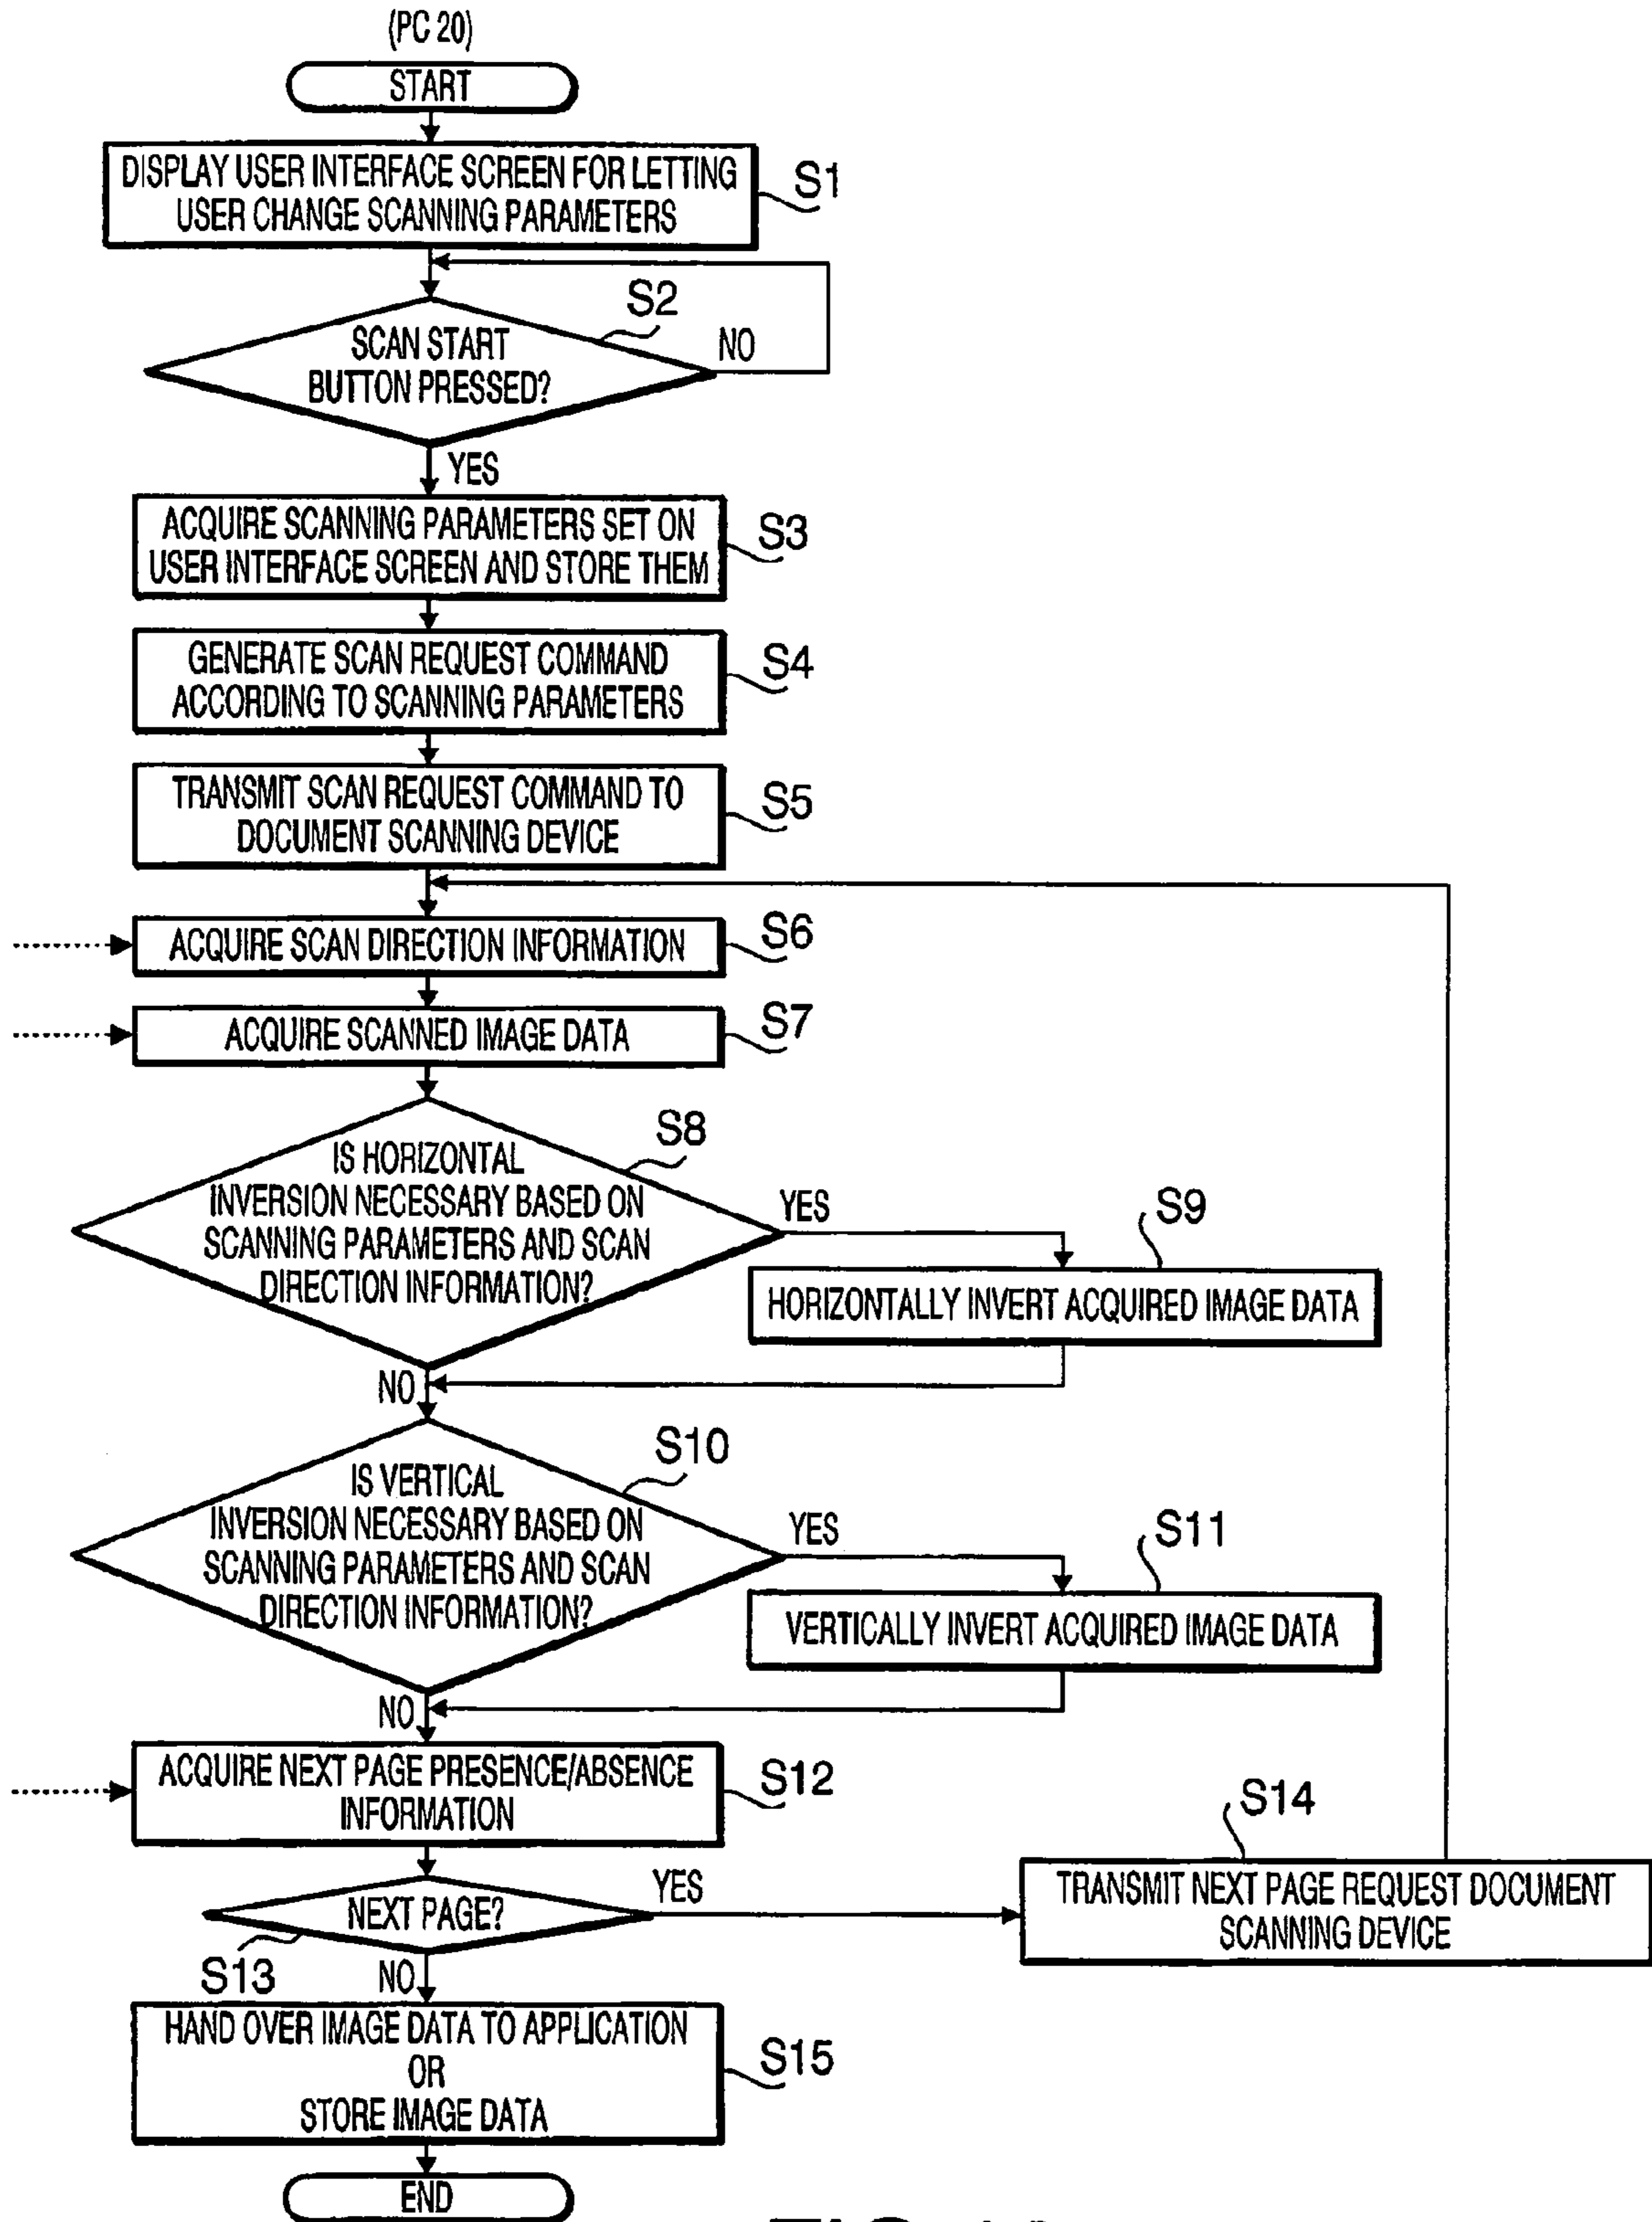 (PC 20)
START
DISPLAY USER INTERFACE SCREEN FOR LETTING
USER CHANGE SCANNING PARAMETERS
S1
S2
SCAN START
BUTTON PRESSED?
NO
YES
ACQUIRE SCANNING PARAMETERS SET ON
USER INTERFACE SCREEN AND STORE THEM
S3
GENERATE SCAN REQUEST COMMAND
ACCORDING TO SCANNING PARAMETERS
S4
TRANSMIT SCAN REQUEST COMMAND TO
DOCUMENT SCANNING DEVICE
S5
ACQUIRE SCAN DIRECTION INFORMATION
S6
ACQUIRE SCANNED IMAGE DATA
S7
S8
IS HORIZONTAL
INVERSION NECESSARY BASED ON
SCANNING PARAMETERS AND SCAN
DIRECTION INFORMATION?
YES
S9
HORIZONTALLY INVERT ACQUIRED IMAGE DATA
NO
S10
IS VERTICAL
INVERSION NECESSARY BASED ON
SCANNING PARAMETERS AND SCAN
DIRECTION INFORMATION?
YES
S11
VERTICALLY INVERT ACQUIRED IMAGE DATA
NO
ACQUIRE NEXT PAGE PRESENCE/ABSENCE
INFORMATION
S12
NEXT PAGE?
YES
S13
NO
S14
TRANSMIT NEXT PAGE REQUEST DOCUMENT
SCANNING DEVICE
HAND OVER IMAGE DATA TO APPLICATION
OR
STORE IMAGE DATA
S15
END